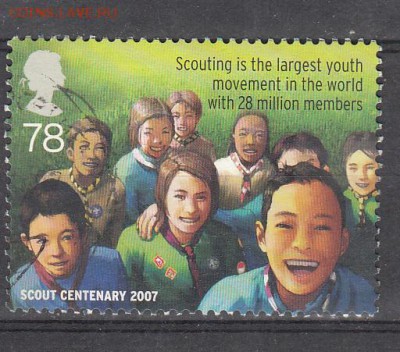 Scouting is the largest youth
movement in the world
with 28 million members
78
SCOUT CENTENARY 2007